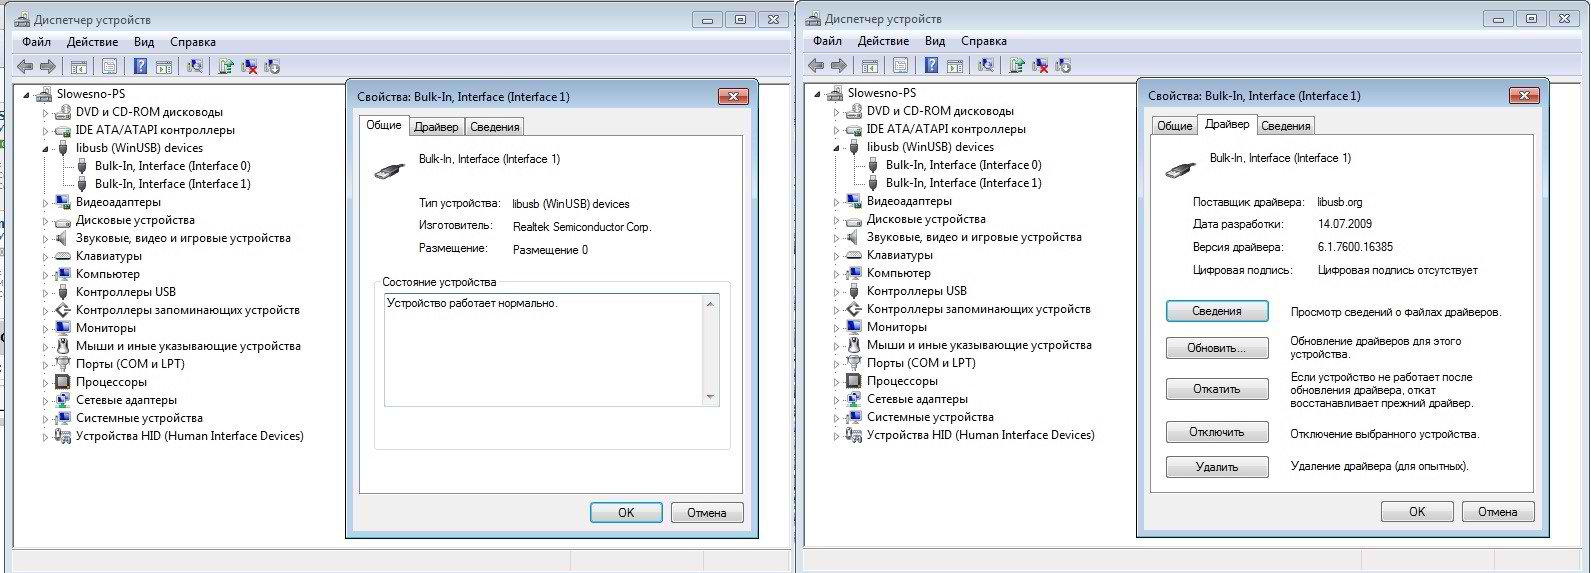 Диспетчер устройств
Файл Действие Вид Справка
Slowesno-PS
DVD и CD-ROM дисководы
IDE ATA/ATAPI контроллеры
libusb (WinUSB) devices
Bulk-In, Interface (Interface 0)
Bulk-In, Interface (Interface 1)
Видеоадаптеры
Дисковые устройства
Звуковые, видео и игровые устройства
Клавиатуры
Компьютер
Контроллеры USB
Контроллеры запоминающих устройств
Мониторы
Мыши и иные указывающие устройства
Порты (COM и LPT)
Процессоры
Сетевые адаптеры
Системные устройства
Устройства HID (Human Interface Devices)
Свойства: Bulk-In, Interface (Interface 1)
Общие Драйвер Сведения
Bulk-In, Interface (Interface 1)
Тип устройства: libusb (WinUSB) devices
Изготовитель: Realtek Semiconductor Corp.
Размещение: Размещение 0
Состояние устройства
Устройство работает нормально.
OK Отмена
Диспетчер устройств
Файл Действие Вид Справка
Slowesno-PS
DVD и CD-ROM дисководы
IDE ATA/ATAPI контроллеры
libusb (WinUSB) devices
Bulk-In, Interface (Interface 0)
Bulk-In, Interface (Interface 1)
Видеоадаптеры
Дисковые устройства
Звуковые, видео и игровые устройства
Клавиатуры
Компьютер
Контроллеры USB
Контроллеры запоминающих устройств
Мониторы
Мыши и иные указывающие устройства
Порты (COM и LPT)
Процессоры
Сетевые адаптеры
Системные устройства
Устройства HID (Human Interface Devices)
Свойства: Bulk-In, Interface (Interface 1)
Общие Драйвер Сведения
Bulk-In, Interface (Interface 1)
Поставщик драйвера: libusb.org
Дата разработки: 14.07.2009
Версия драйвера: 6.1.7600.16385
Цифровая подпись: Цифровая подпись отсутствует
Сведения Просмотр сведений о файлах драйверов.
Обновить... Обновление драйверов для этого
устройства.
Откатить Если устройство не работает после
обновления драйвера, откат
восстанавливает прежний драйвер.
Отключить Отключение выбранного устройства.
Удалить Удаление драйвера (для опытных).
OK Отмена